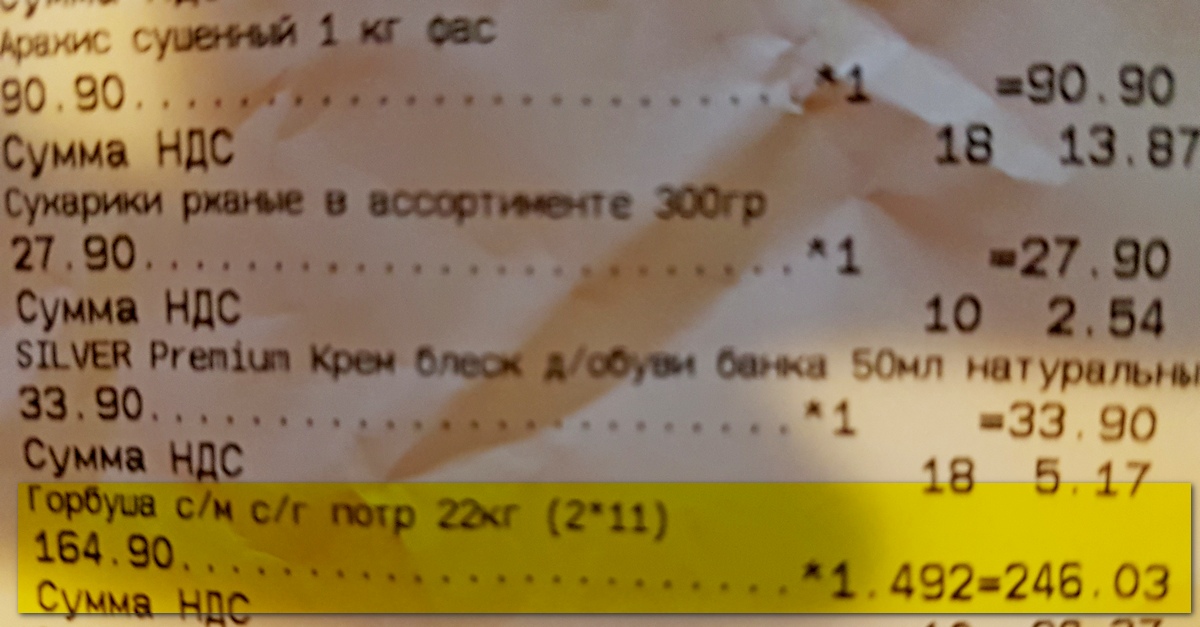 Сумма НДС
Арахис сушенный 1 кг фас
90.90........................*1 =90.90
Сумма НДС 18 13.87
Сухарики ржаные в ассортименте 300гр
27.90........................*1 =27.90
Сумма НДС 10 2.54
SILVER Premium Крем блеск д/обуви банка 50мл натуральны
33.90........................*1 =33.90
Сумма НДС 18 5.17
Горбуша с/м с/г потр 22кг (2*11)
164.90.......................*1.492=246.03
Сумма НДС